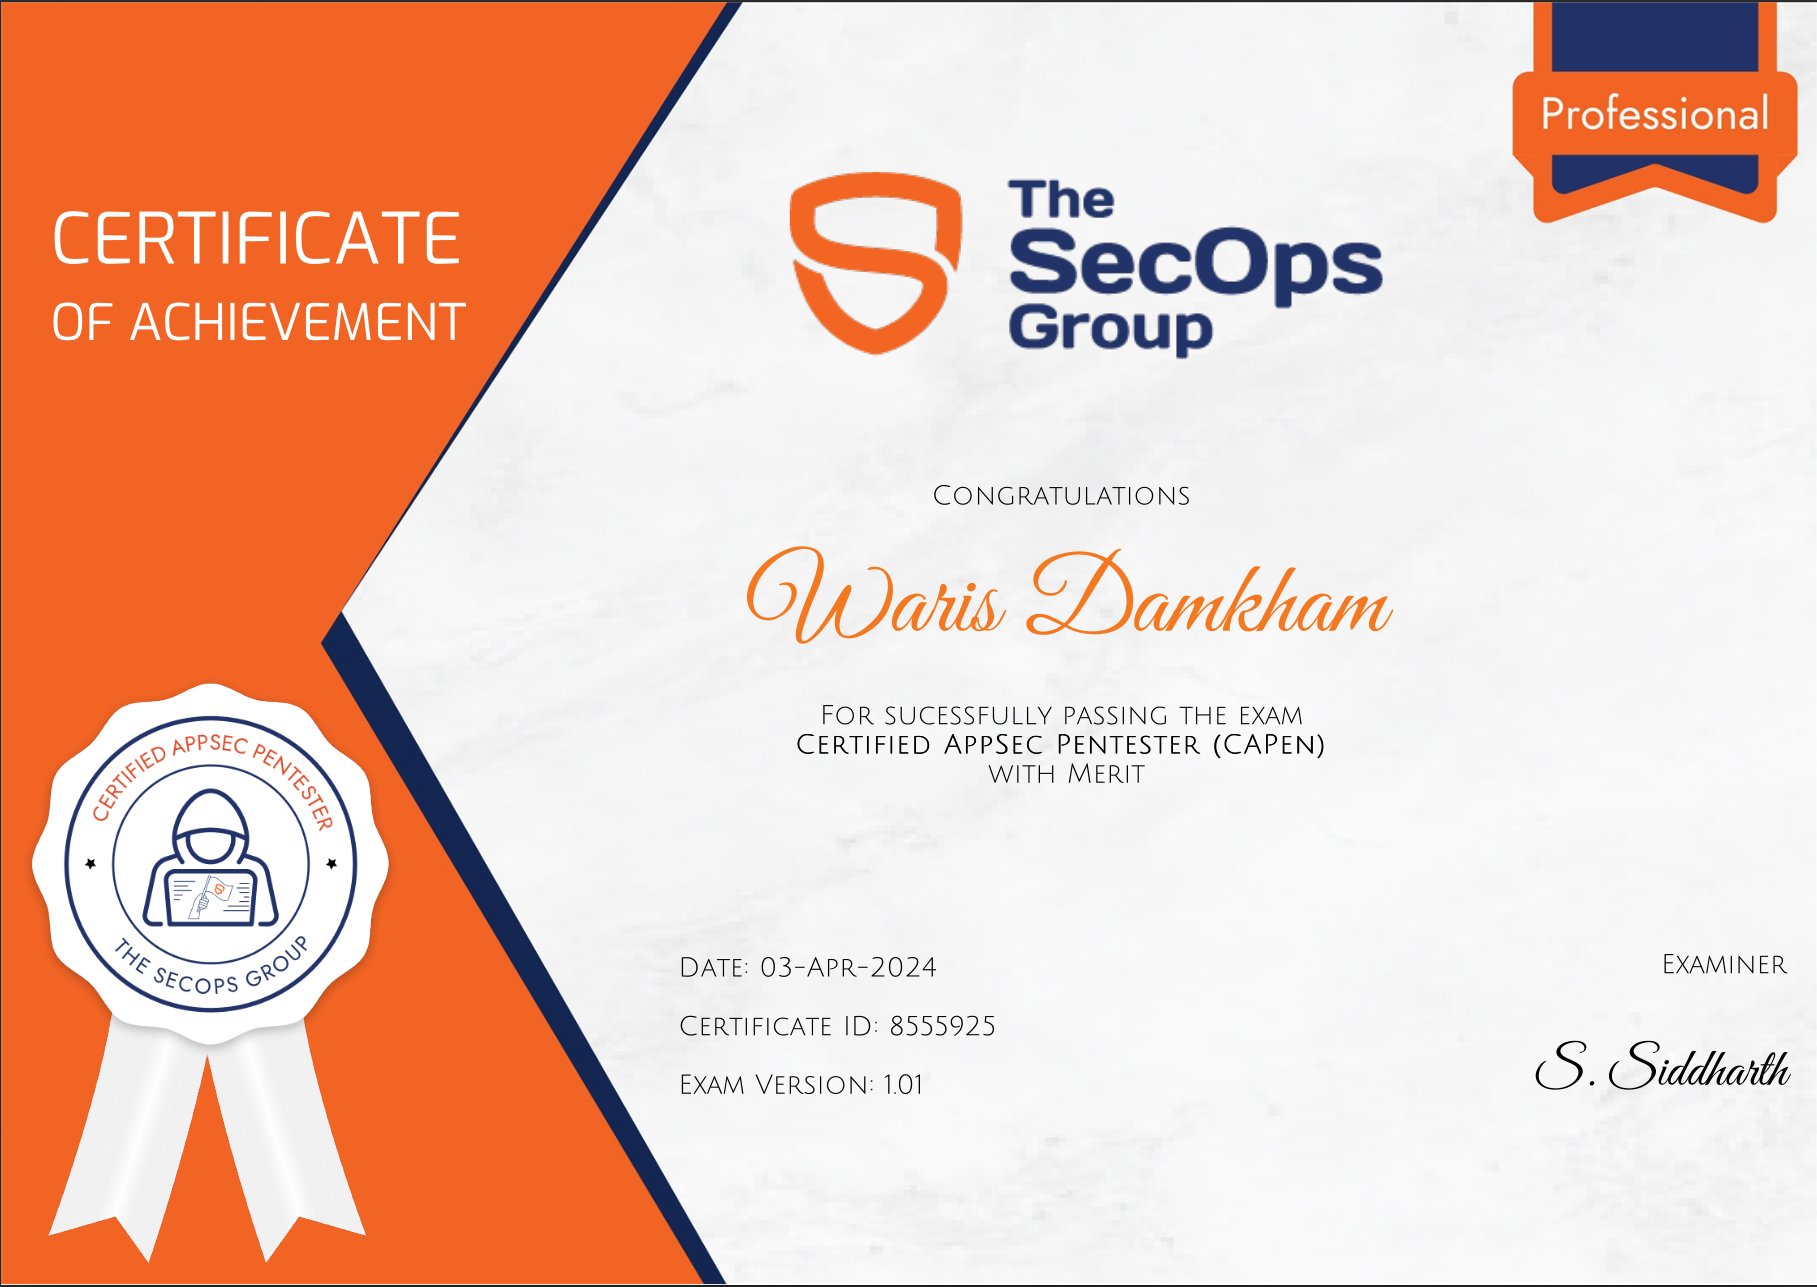 Professional
CERTIFICATE
OF ACHIEVEMENT
The
SecOps
Group
Congratulations
Waris Damkham
For sucessfully passing the exam
Certified AppSec Pentester (CAPen)
with Merit
CERTIFIED APPSEC PENTESTER
THE SECOPS GROUP
Date: 03-Apr-2024
Certificate ID: 8555925
Exam Version: 1.01
Examiner
S. Siddharth